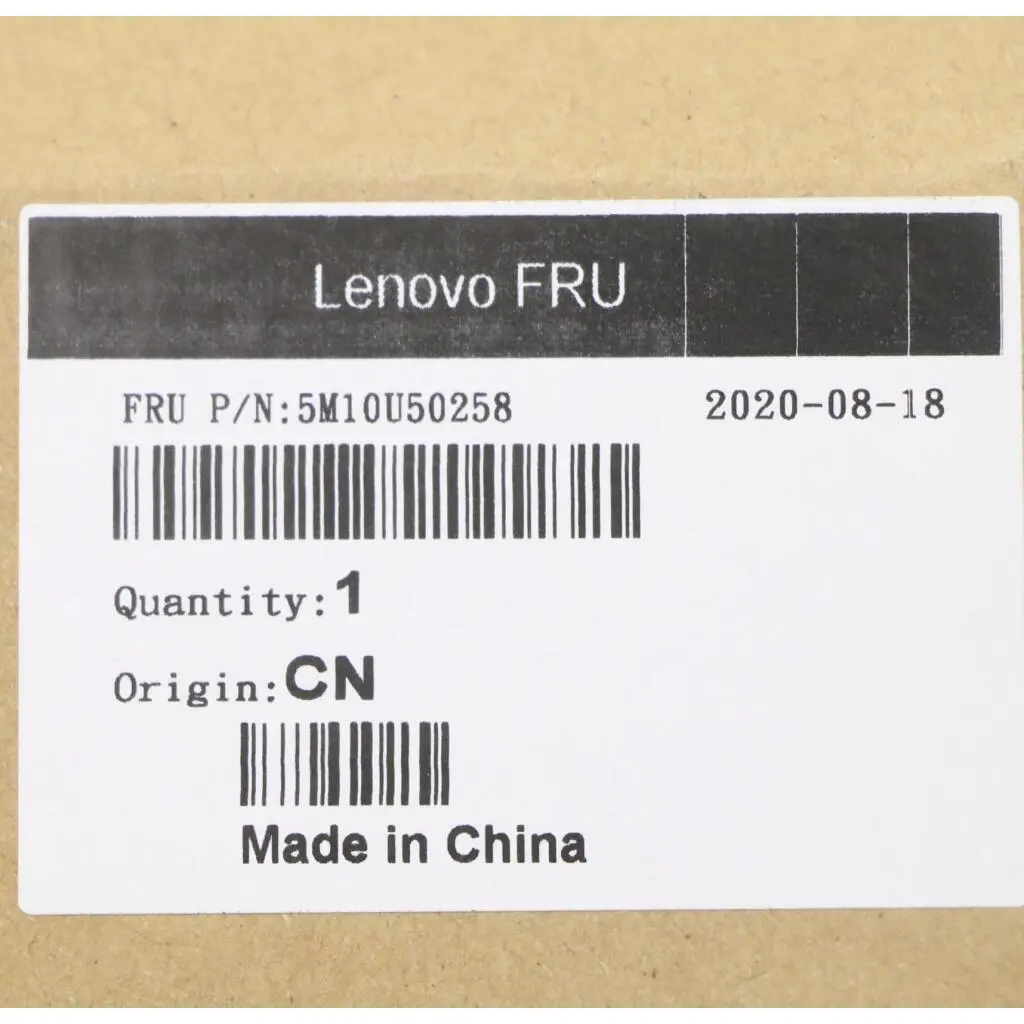 Lenovo FRU
FRU P/N:5M10U50258 2020-08-18
Quantity:1
Origin:CN
Made in China